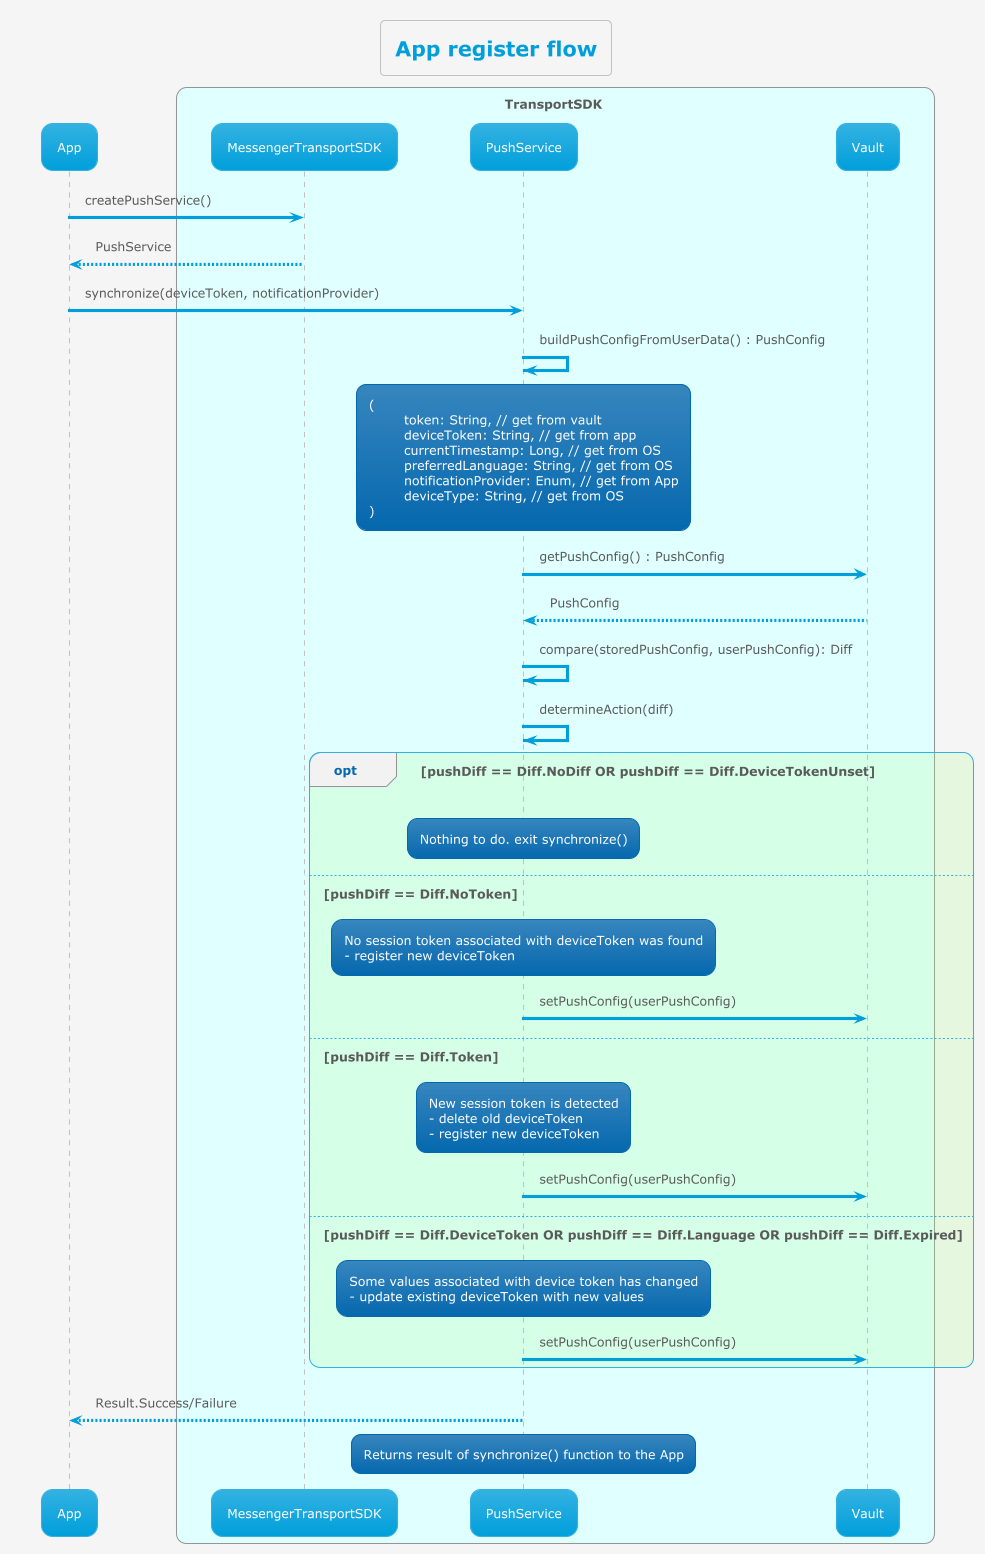 App register flow
TransportSDK
App
MessengerTransportSDK
PushService
Vault
createPushService()
PushService
synchronize(deviceToken, notificationProvider)
buildPushConfigFromUserData() : PushConfig
(
token: String, // get from vault
deviceToken: String, // get from app
currentTimestamp: Long, // get from OS
preferredLanguage: String, // get from OS
notificationProvider: Enum, // get from App
deviceType: String, // get from OS
)
getPushConfig() : PushConfig
PushConfig
compare(storedPushConfig, userPushConfig): Diff
determineAction(diff)
opt
[pushDiff == Diff.NoDiff OR pushDiff == Diff.DeviceTokenUnset]
Nothing to do. exit synchronize()
[pushDiff == Diff.NoToken]
No session token associated with deviceToken was found
- register new deviceToken
setPushConfig(userPushConfig)
[pushDiff == Diff.Token]
New session token is detected
- delete old deviceToken
- register new deviceToken
setPushConfig(userPushConfig)
[pushDiff == Diff.DeviceToken OR pushDiff == Diff.Language OR pushDiff == Diff.Expired]
Some values associated with device token has changed
- update existing deviceToken with new values
setPushConfig(userPushConfig)
Result.Success/Failure
Returns result of synchronize() function to the App
App
MessengerTransportSDK
PushService
Vault